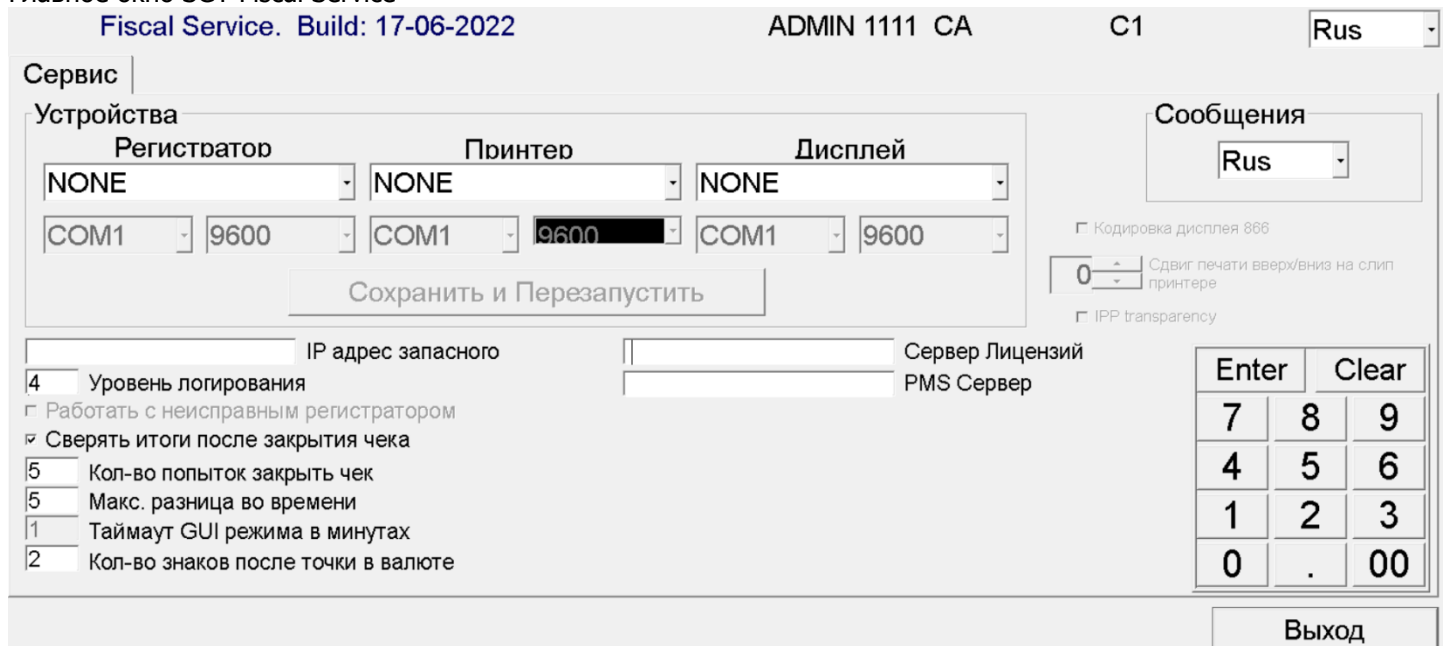 Главное окно SST Fiscal Service
Fiscal Service. Build: 17-06-2022 ADMIN 1111 CA C1 Rus
Сервис
Устройства Сообщения
Регистратор Принтер Дисплей
Rus
NONE NONE NONE
COM1 9600 COM1 9600 COM1 9600
Кодировка дисплея 866
0 Сдвиг печати вверх/вниз на слип
принтере
Сохранить и Перезапустить
IPP transparency
IP адрес запасного Сервер Лицензий
4 Уровень логирования PMS Сервер
Работать с неисправным регистратором
Сверять итоги после закрытия чека
5 Кол-во попыток закрыть чек
5 Макс. разница во времени
1 Таймаут GUI режима в минутах
2 Кол-во знаков после точки в валюте
Enter Clear
7 8 9
4 5 6
1 2 3
0 . 00
Выход